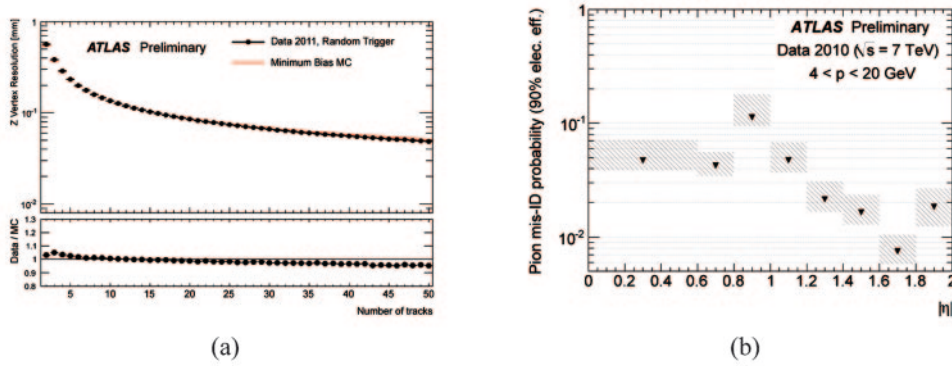 Z Vertex Resolution [mm]
1
10⁻¹
10⁻²
ATLAS Preliminary
Data 2011, Random Trigger
Minimum Bias MC
Data / MC
1.3
1.2
1.1
1.0
0.9
0.8
5 10 15 20 25 30 35 40 45 50
Number of tracks
(a)
Pion mis-ID probability (90% elec. eff.)
1
10⁻¹
10⁻²
ATLAS Preliminary
Data 2010 (√s = 7 TeV)
4 < p < 20 GeV
0 0.2 0.4 0.6 0.8 1 1.2 1.4 1.6 1.8 2
|η|
(b)